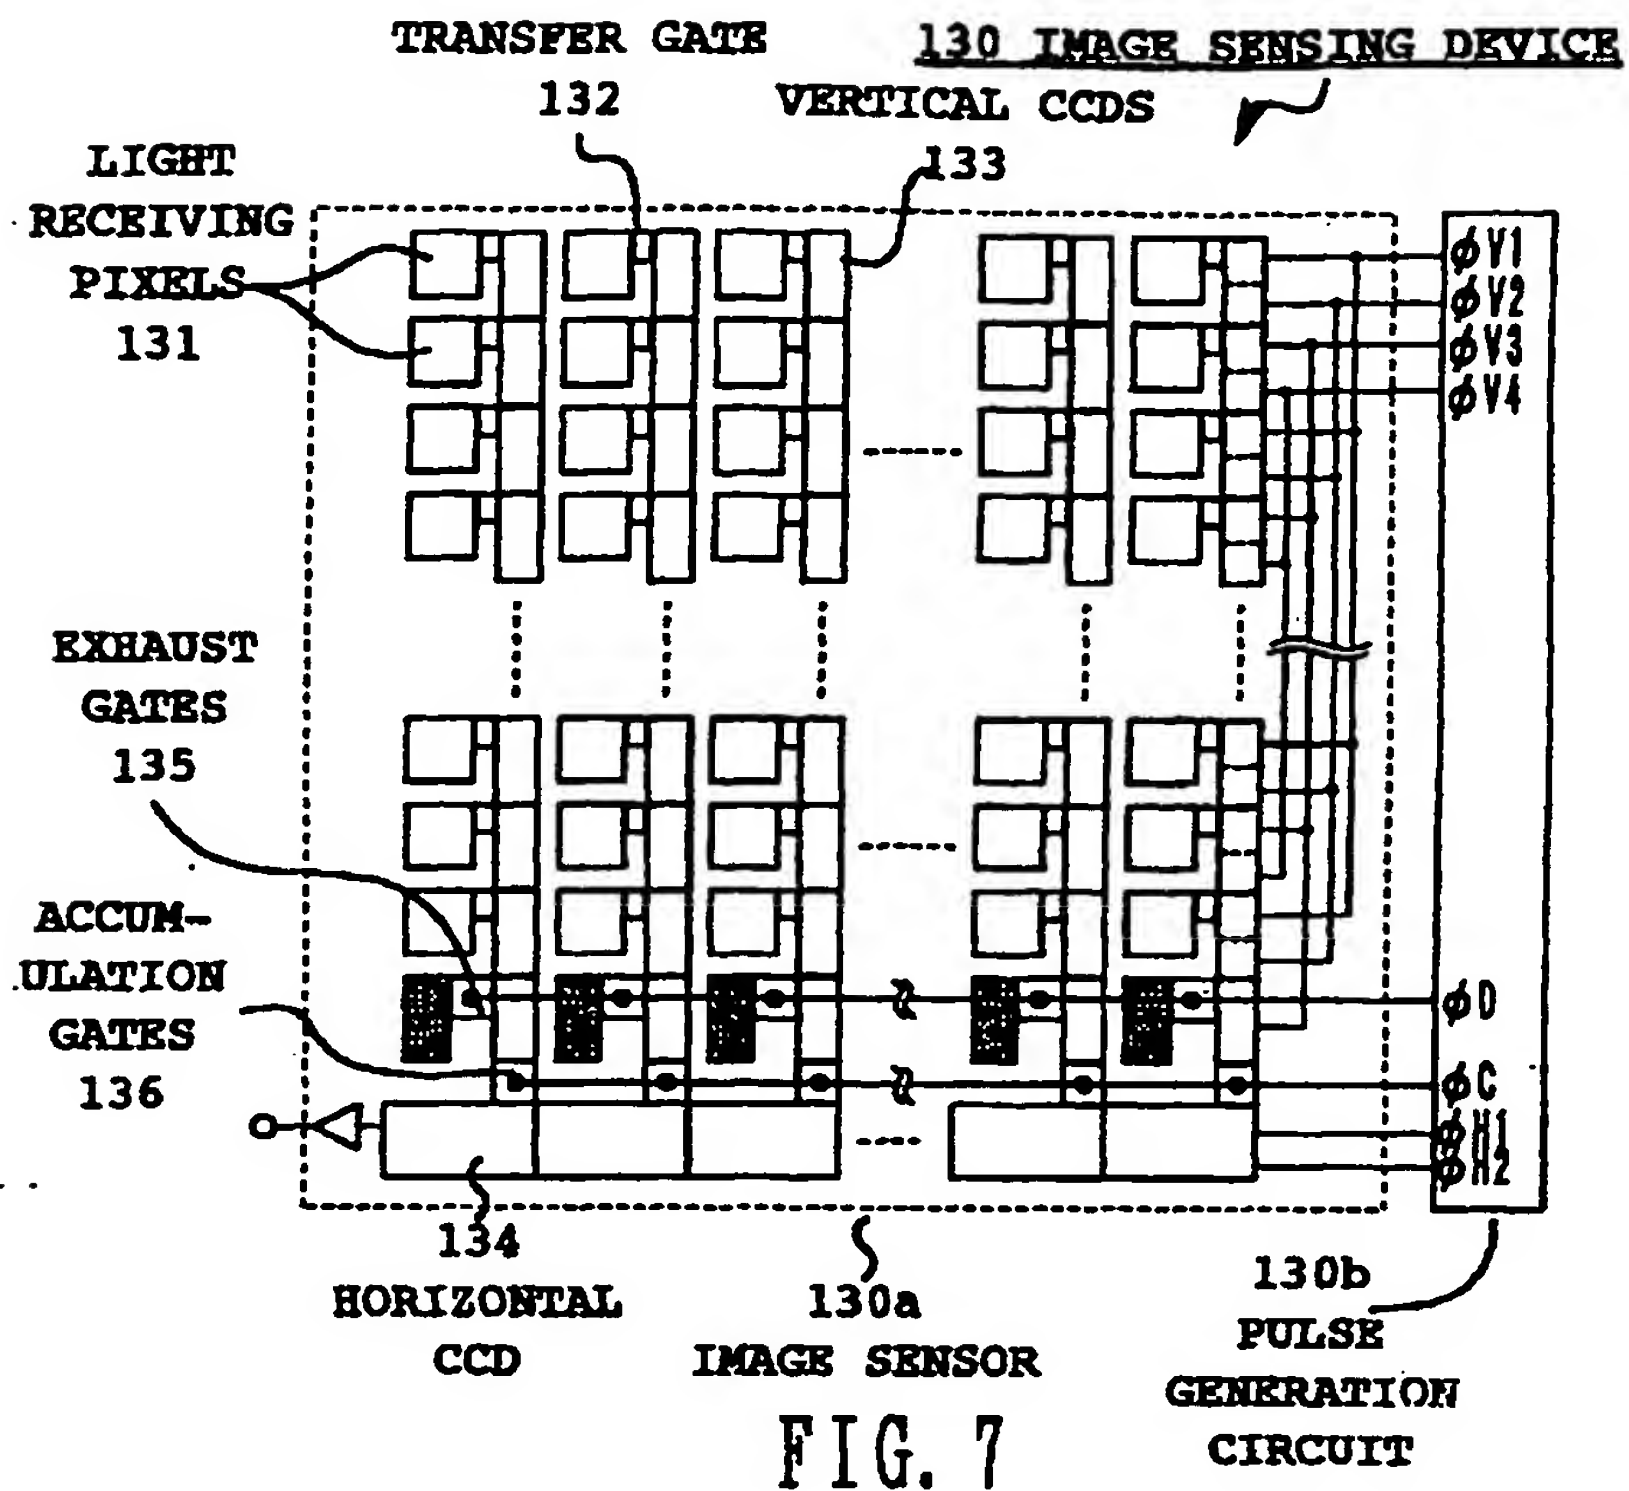 TRANSFER GATE
132
130 IMAGE SENSING DEVICE
VERTICAL CCDS
133
LIGHT
RECEIVING
PIXELS
131
φV1
φV2
φV3
φV4
EXHAUST
GATES
135
ACCUM-
ULATION
GATES
136
φD
φC
φH1
φH2
134
HORIZONTAL
CCD
130a
IMAGE SENSOR
130b
PULSE
GENERATION
CIRCUIT
FIG. 7